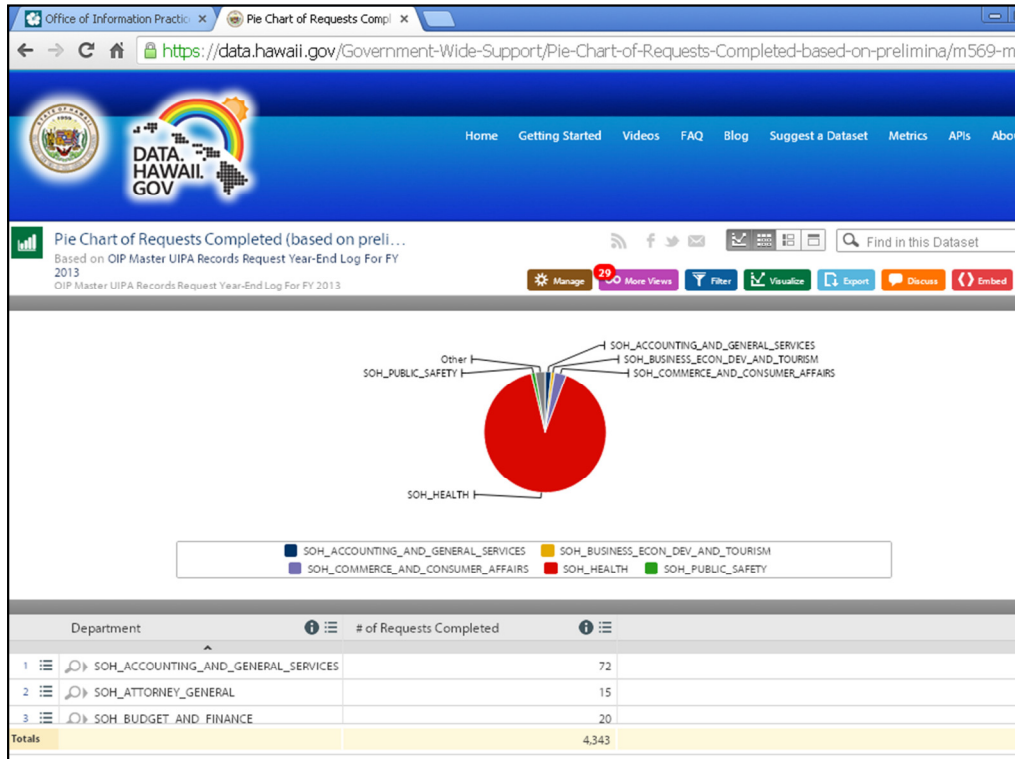 Office of Information Practic
Pie Chart of Requests Compl
https://data.hawaii.gov/Government-Wide-Support/Pie-Chart-of-Requests-Completed-based-on-prelimina/m569-m
DATA.
HAWAII.
GOV
Home Getting Started Videos FAQ Blog Suggest a Dataset Metrics APIs Abou
Pie Chart of Requests Completed (based on preli...
Based on OIP Master UIPA Records Request Year-End Log For FY
2013
OIP Master UIPA Records Request Year-End Log For FY 2013
Find in this Dataset
Manage 29 More Views Filter Visualize Export Discuss Embed
SOH_ACCOUNTING_AND_GENERAL_SERVICES
Other SOH_BUSINESS_ECON_DEV_AND_TOURISM
SOH_PUBLIC_SAFETY SOH_COMMERCE_AND_CONSUMER_AFFAIRS
SOH_HEALTH
SOH_ACCOUNTING_AND_GENERAL_SERVICES SOH_BUSINESS_ECON_DEV_AND_TOURISM
SOH_COMMERCE_AND_CONSUMER_AFFAIRS SOH_HEALTH SOH_PUBLIC_SAFETY
Department # of Requests Completed
1 SOH_ACCOUNTING_AND_GENERAL_SERVICES 72
2 SOH_ATTORNEY_GENERAL 15
3 SOH_BUDGET_AND_FINANCE 20
Totals 4,343